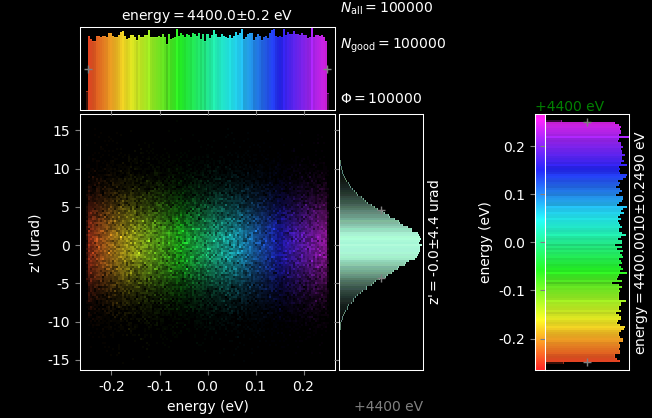 energy = 4400.0±0.2 eV
N_all = 100000
N_good = 100000
Φ = 100000
z' (urad)
15
10
5
0
-5
-10
-15
-0.2 -0.1 0.0 0.1 0.2
energy (eV)
z' = -0.0±4.4 urad
+4400 eV
+4400 eV
energy (eV)
0.2
0.1
0.0
-0.1
-0.2
energy = 4400.0010±0.2490 eV